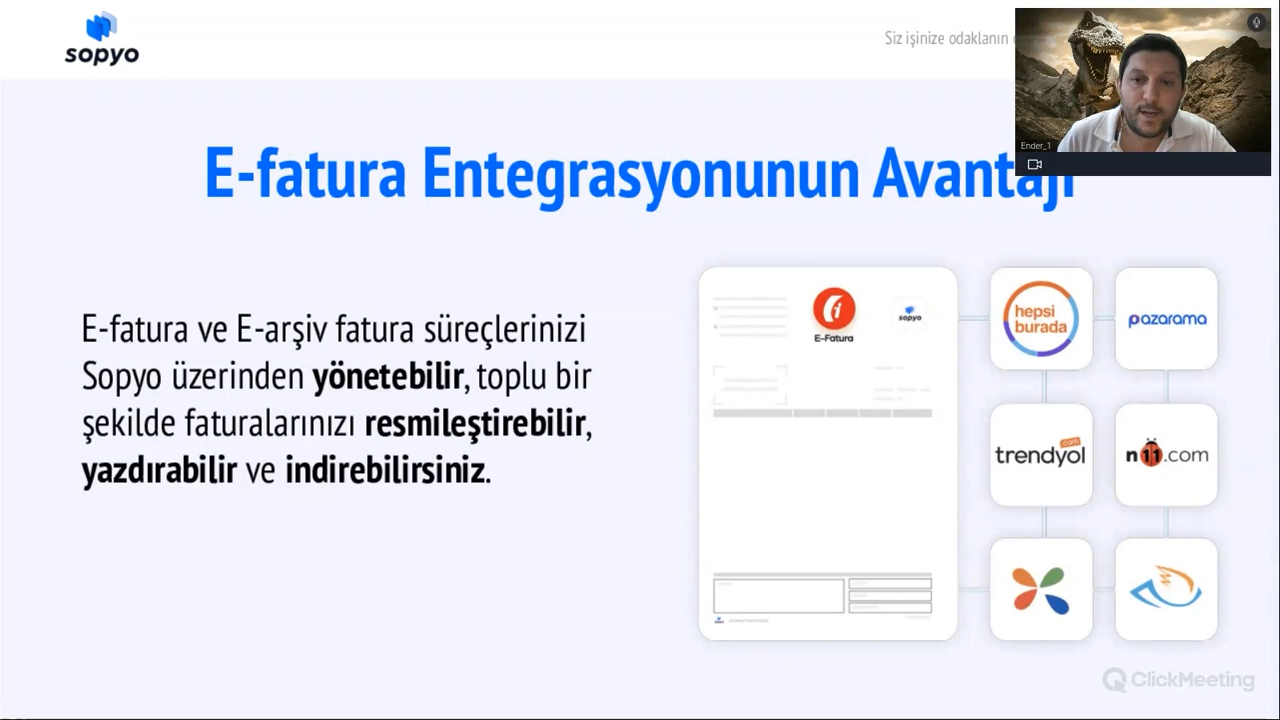 sopyo
Siz işinize odaklanın
Ender_1
E-fatura Entegrasyonunun Avantajı
E-fatura ve E-arşiv fatura süreçlerinizi
Sopyo üzerinden yönetebilir, toplu bir
şekilde faturalarınızı resmileştirebilir,
yazdırabilir ve indirebilirsiniz.
E-Fatura
sopyo
hepsi
burada
pazarama
.com
trendyol
n11.com
ClickMeeting